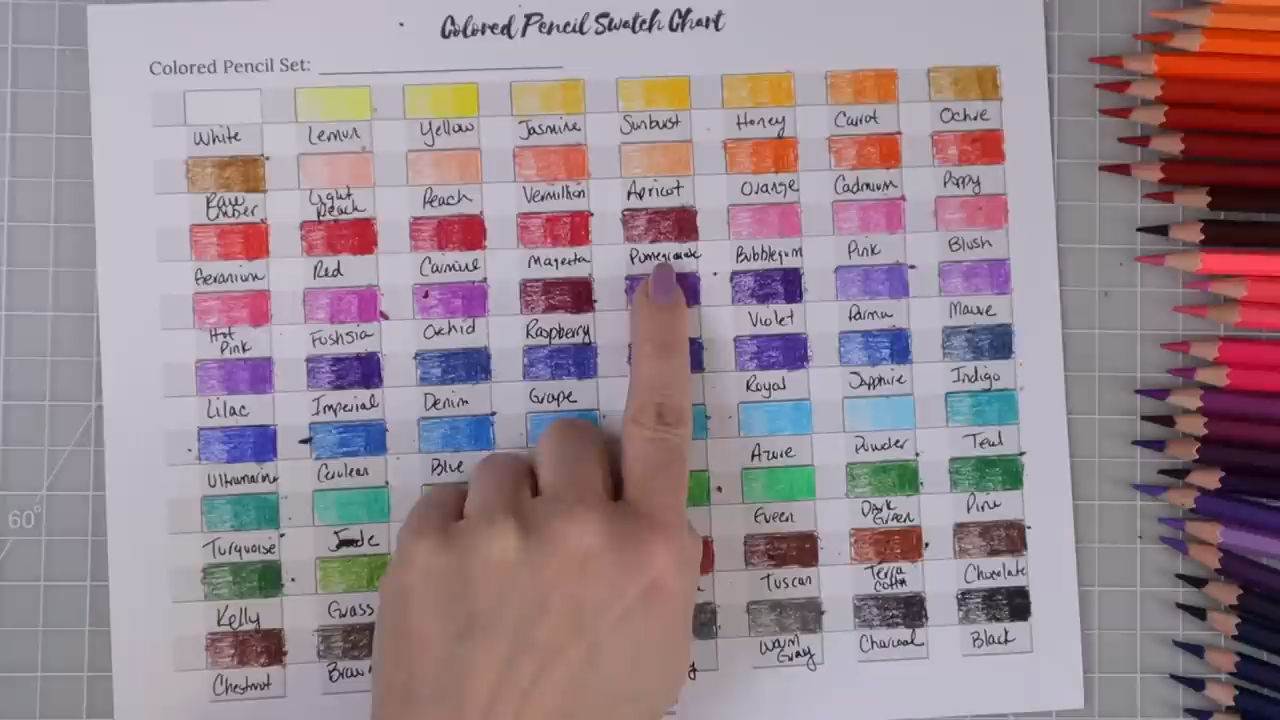 Colored Pencil Swatch Chart
Colored Pencil Set:
White Lemon Yellow Jasmine Sunbust Honey Carrot Ochre
Raw Umber Light Peach Peach Vermillion Apricot Orange Cadmium Poppy
Geranium Red Carmine Magenta Pomegranate Bubblegum Pink Blush
Hot Pink Fushsia Orchid Raspberry Violet Parma Mauve
Lilac Imperial Denim Grape Royal Sapphire Indigo
Ultramarine Cerulean Blue Azure Powder Teal
Turquoise Jade Green Dark Green Pine
Kelly Grass Tuscan Terra Cotta Chocolate
Chestnut Brown Warm Gray Charcoal Black
60°